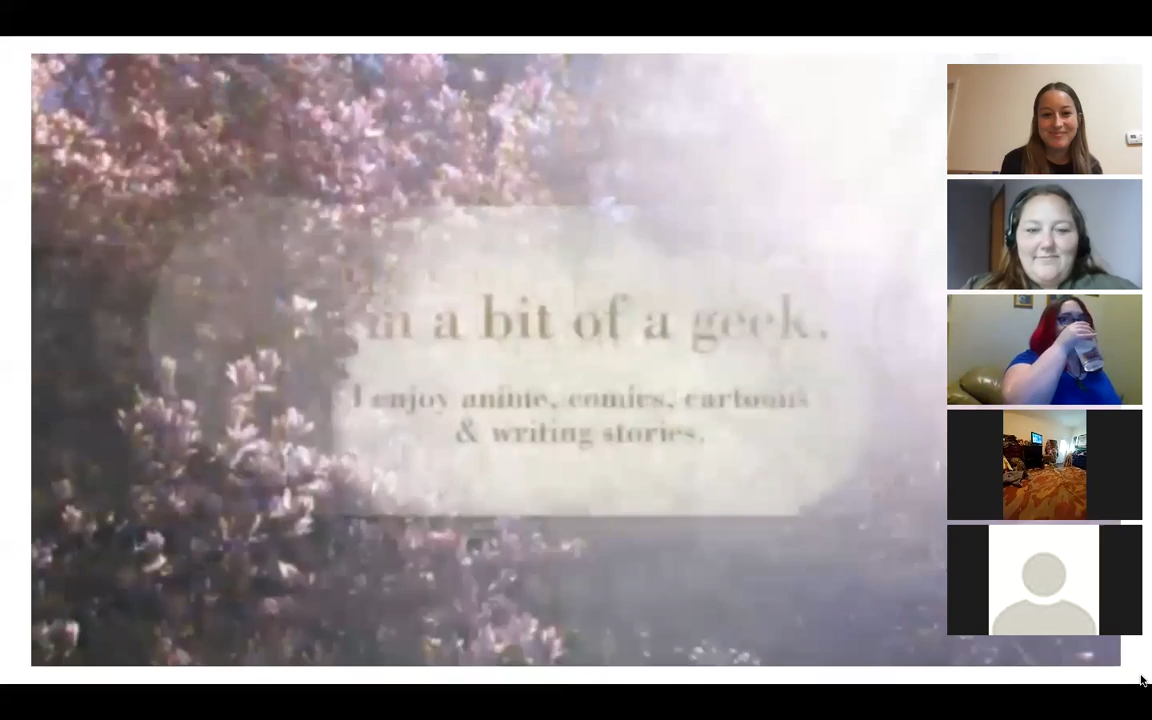 m a bit of a geek.
I enjoy anime, comics, cartoons
& writing stories.